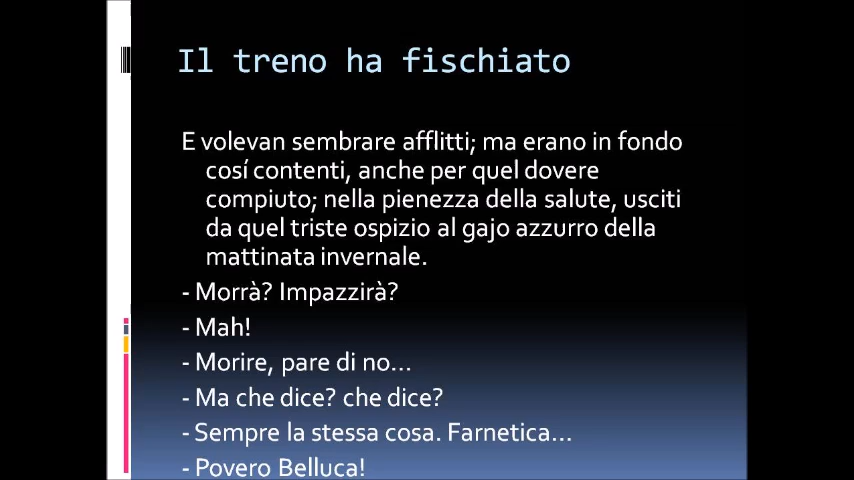 Il treno ha fischiato
E volevan sembrare afflitti; ma erano in fondo
cosí contenti, anche per quel dovere
compiuto; nella pienezza della salute, usciti
da quel triste ospizio al gajo azzurro della
mattinata invernale.
- Morrà? Impazzirà?
- Mah!
- Morire, pare di no...
- Ma che dice? che dice?
- Sempre la stessa cosa. Farnetica...
- Povero Belluca!